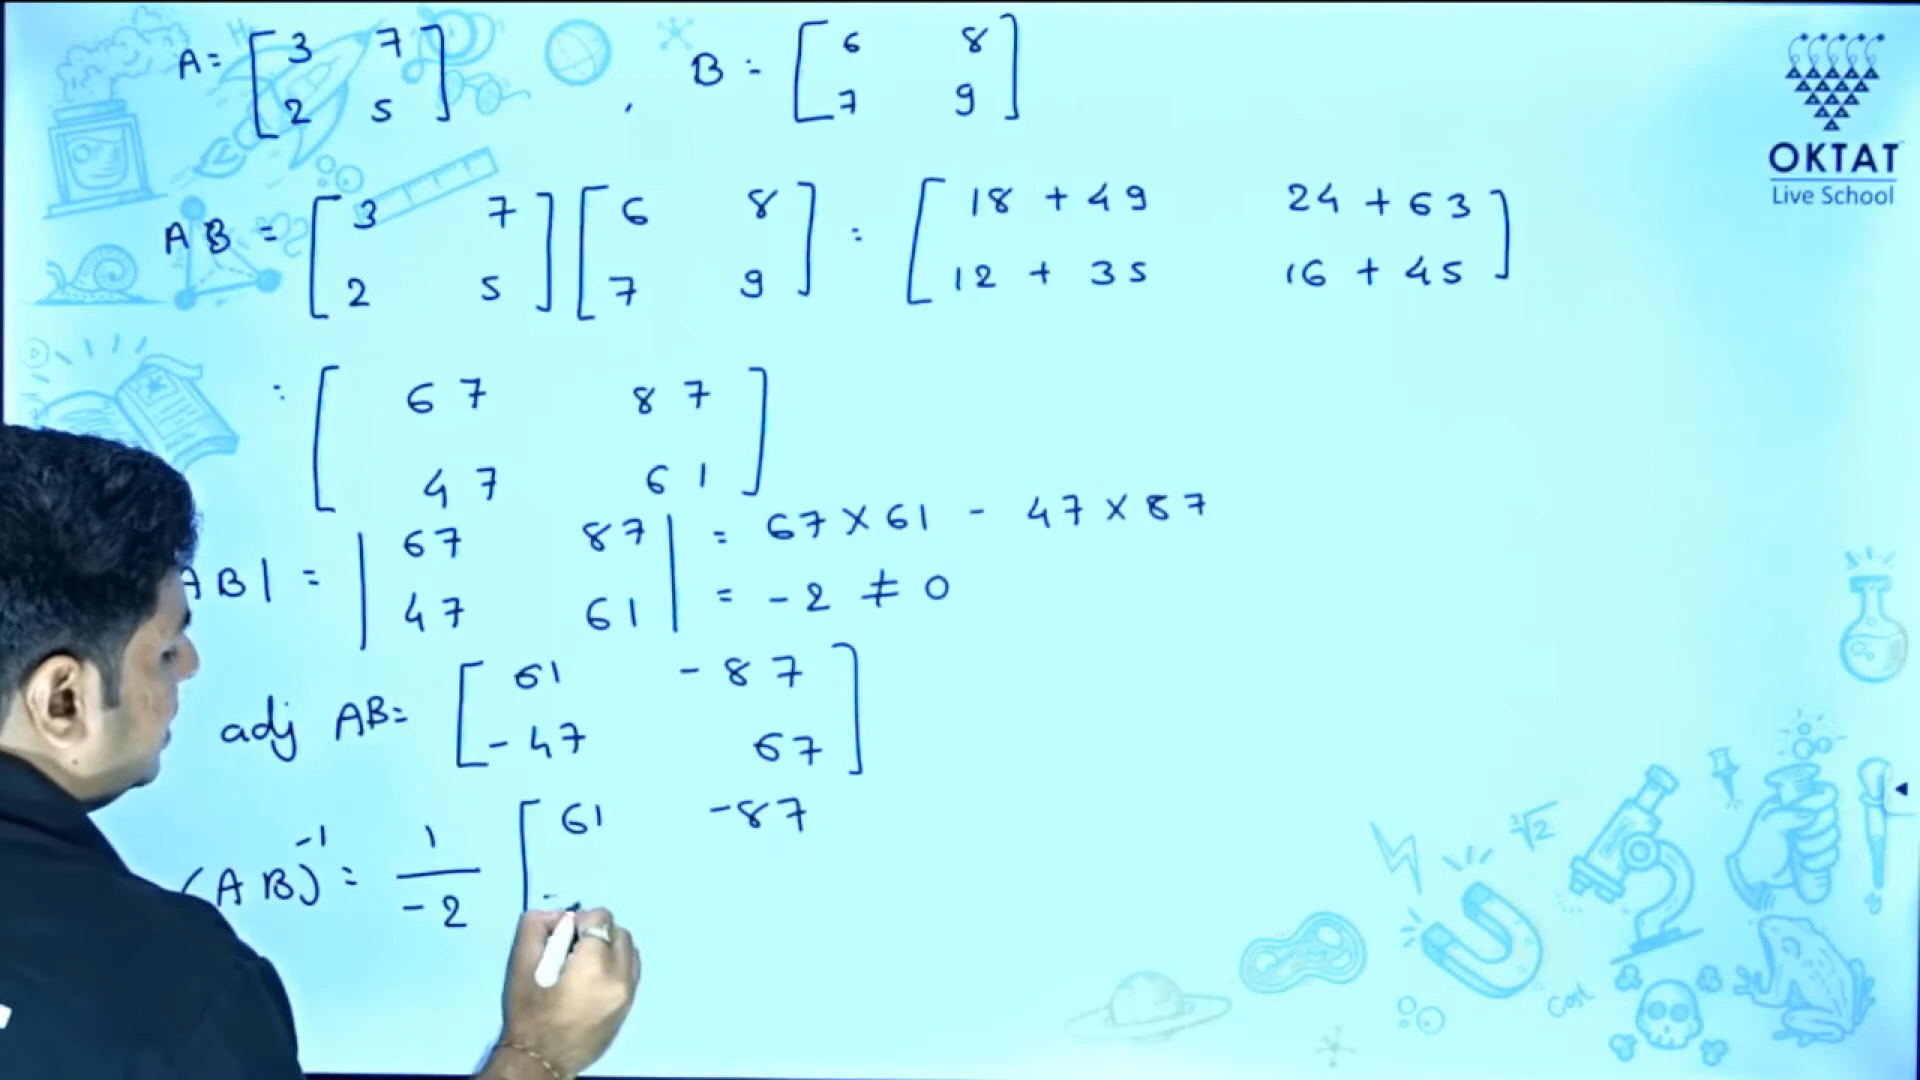 A = [ 3 7 , B = [ 6 8
2 5 ] 7 9 ]
OKTAT
Live School
AB = [ 3 7 ] [ 6 8 ] = [ 18 + 49 24 + 63
2 5 7 9 12 + 35 16 + 45 ]
= [ 67 87
47 61 ]
AB| = | 67 87 | = 67 × 61 - 47 × 87
47 61 = -2 ≠ 0
adj AB = [ 61 -87
-47 67 ]
(AB)⁻¹ = 1/-2 [ 61 -87
-
√2
Cost